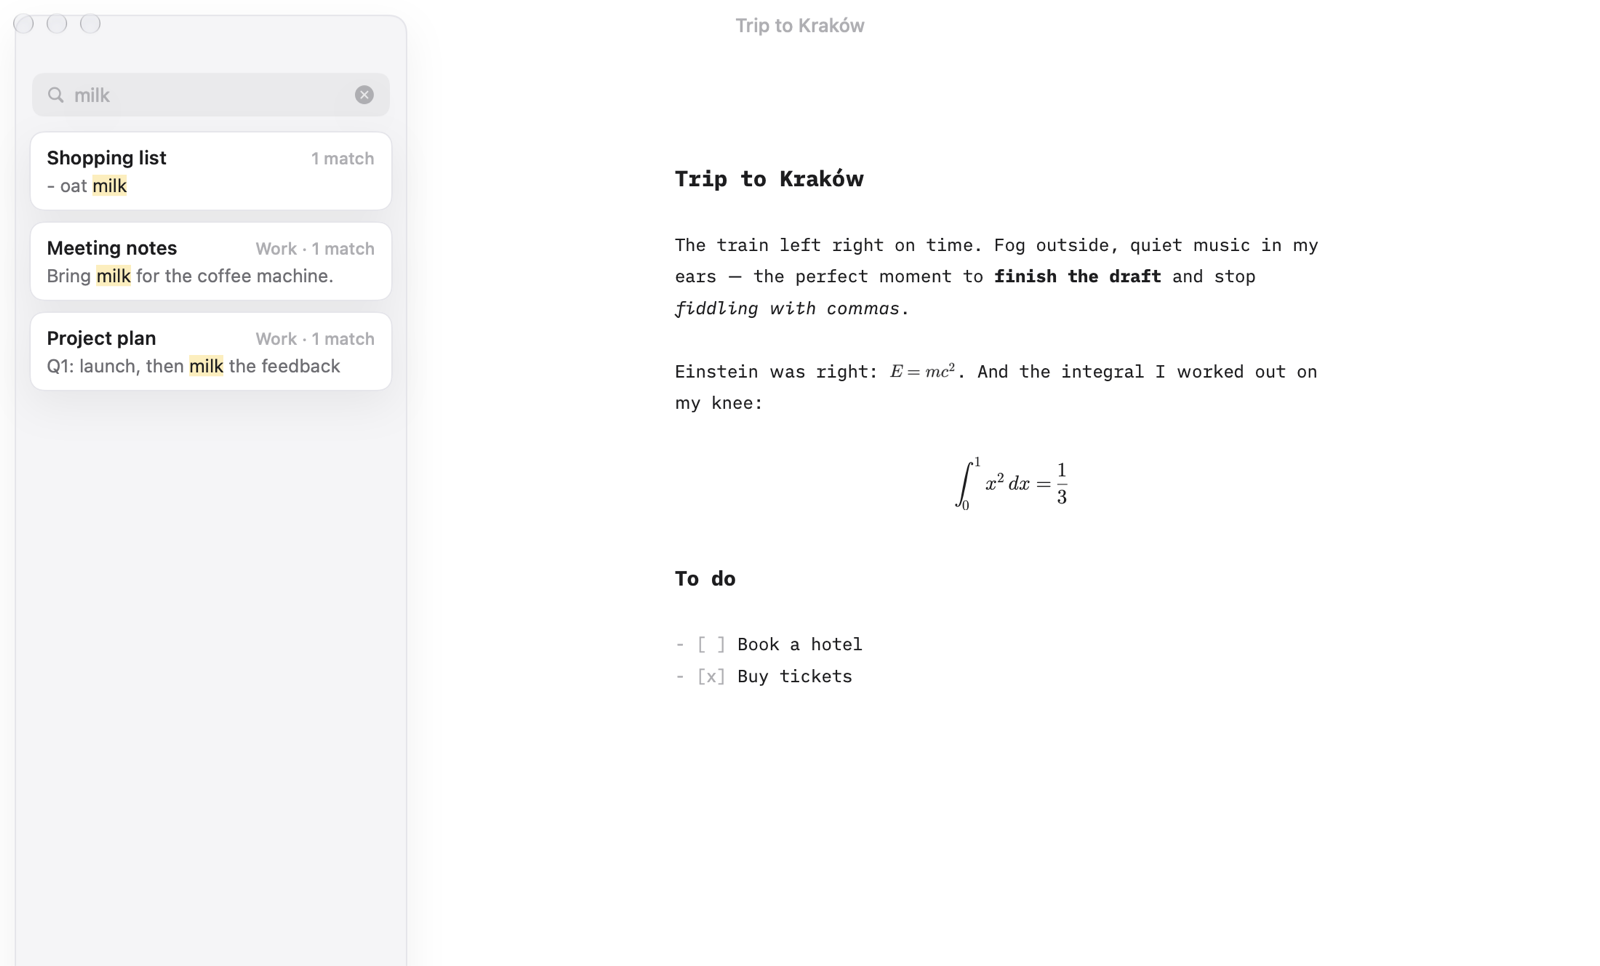 Trip to Kraków
milk
Shopping list 1 match
- oat milk
Meeting notes Work · 1 match
Bring milk for the coffee machine.
Project plan Work · 1 match
Q1: launch, then milk the feedback
Trip to Kraków
The train left right on time. Fog outside, quiet music in my
ears — the perfect moment to finish the draft and stop
fiddling with commas.
Einstein was right: E = mc². And the integral I worked out on
my knee:
∫₀¹ x² dx = 1/3
To do
- [ ] Book a hotel
- [x] Buy tickets